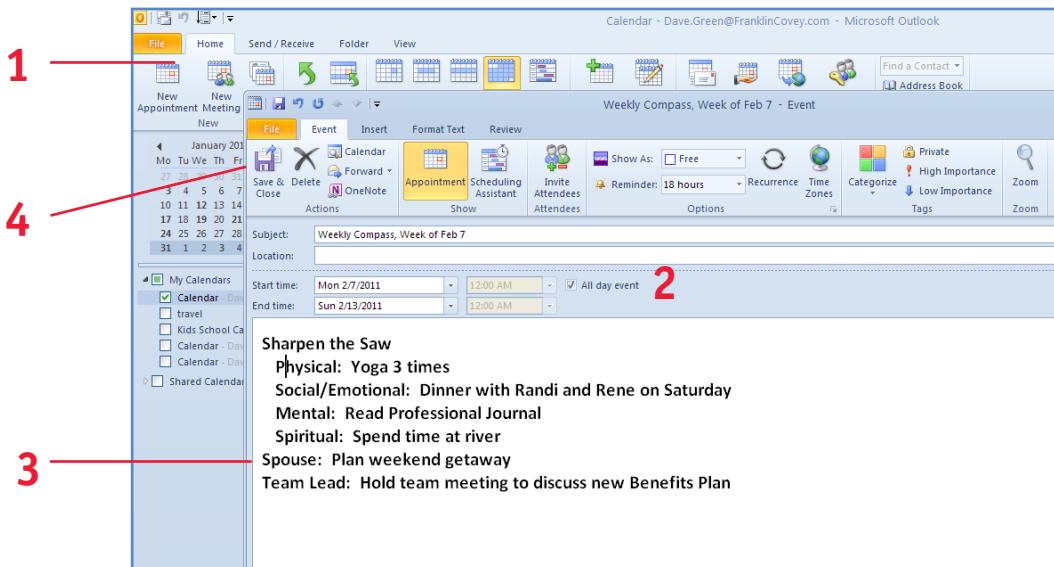 Calendar - Dave.Green@FranklinCovey.com - Microsoft Outlook
File Home Send / Receive Folder View
1
Find a Contact
Address Book
New Appointment
New Meeting
New
Weekly Compass, Week of Feb 7 - Event
File Event Insert Format Text Review
January 201
Mo Tu We Th Fr
27 28 29 30 31
3 4 5 6 7
10 11 12 13 14
17 18 19 20 21
24 25 26 27 28
31 1 2 3 4
Save & Close
Delete
Calendar
Forward
OneNote
Actions
Appointment
Scheduling Assistant
Show
Invite Attendees
Attendees
Show As: Free
Reminder: 18 hours
Recurrence
Time Zones
Options
Categorize
Private
High Importance
Low Importance
Tags
Zoom
Zoom
4
Subject: Weekly Compass, Week of Feb 7
Location:
Start time: Mon 2/7/2011 12:00 AM All day event
2
End time: Sun 2/13/2011 12:00 AM
My Calendars
Calendar - Dav
travel
Kids School Ca
Calendar - Dav
Calendar - Dav
Shared Calendar
Sharpen the Saw
Physical: Yoga 3 times
Social/Emotional: Dinner with Randi and Rene on Saturday
Mental: Read Professional Journal
Spiritual: Spend time at river
3
Spouse: Plan weekend getaway
Team Lead: Hold team meeting to discuss new Benefits Plan